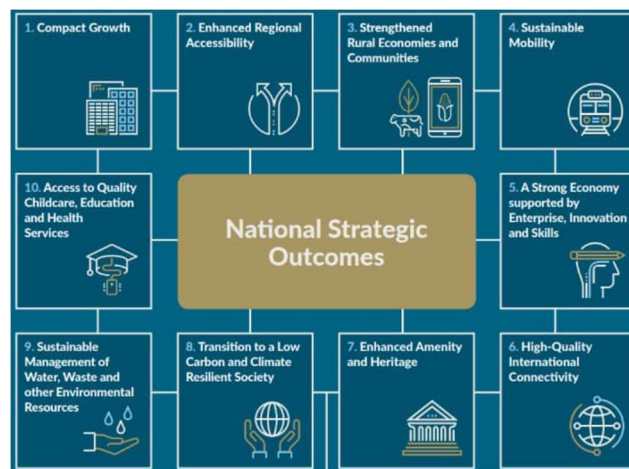 1. Compact Growth
2. Enhanced Regional
Accessibility
3. Strengthened
Rural Economies and
Communities
4. Sustainable
Mobility
10. Access to Quality
Childcare, Education
and Health
Services
National Strategic
Outcomes
5. A Strong Economy
supported by
Enterprise, Innovation
and Skills
9. Sustainable
Management of
Water, Waste and
other Environmental
Resources
8. Transition to a Low
Carbon and Climate
Resilient Society
7. Enhanced Amenity
and Heritage
6. High-Quality
International
Connectivity